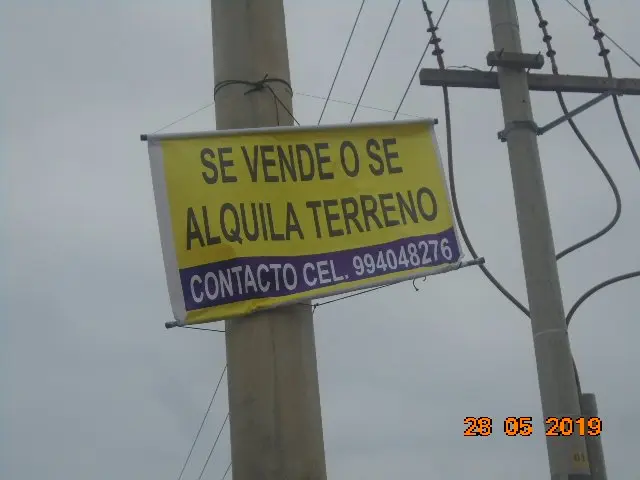 SE VENDE O SE
ALQUILA TERRENO
CONTACTO CEL. 994048276
28 05 2019